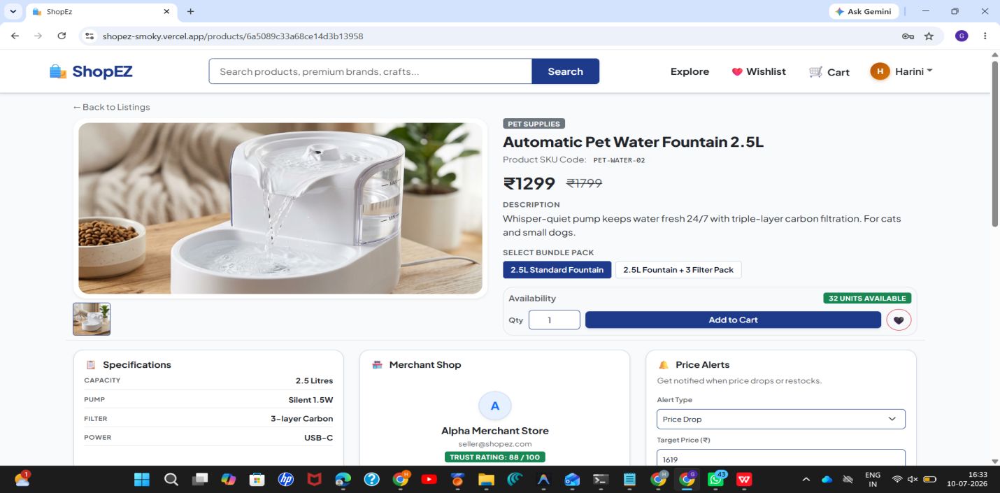 ShopEz
Ask Gemini
shopez-smoky.vercel.app/products/6a5089c33a68ce14d3b13958
G
ShopEZ
Search products, premium brands, crafts...
Search
Explore
Wishlist
Cart
H
Harini
←Back to Listings
MAX
MIN
PET SUPPLIES
Automatic Pet Water Fountain 2.5L
Product SKU Code: PET-WATER-02
₹1299 ₹1799
DESCRIPTION
Whisper-quiet pump keeps water fresh 24/7 with triple-layer carbon filtration. For cats
and small dogs.
SELECT BUNDLE PACK
2.5L Standard Fountain
2.5L Fountain + 3 Filter Pack
Availability
32 UNITS AVAILABLE
Qty
1
Add to Cart
Specifications
CAPACITY 2.5 Litres
PUMP Silent 1.5W
FILTER 3-layer Carbon
POWER USB-C
Merchant Shop
A
Alpha Merchant Store
seller@shopez.com
TRUST RATING: 88 / 100
Price Alerts
Get notified when price drops or restocks.
Alert Type
Price Drop
Target Price (₹)
1619
1
hp
H
H
G
43
W
ENG
IN
16:33
10-07-2026